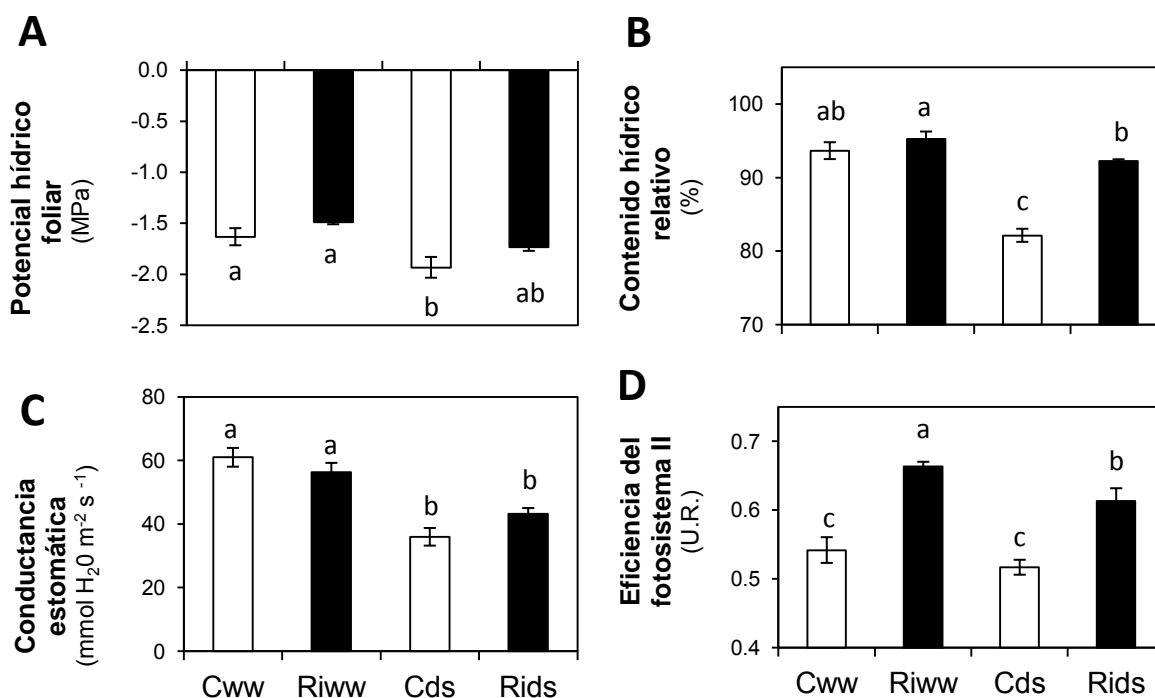 A
Potencial hídrico
foliar
(MPa)
0.0
-0.5
-1.0
-1.5
-2.0
-2.5
a
a
b
ab
B
Contenido hídrico
relativo
(%)
100
90
80
70
ab
a
c
b
C
Conductancia
estomática
(mmol H20 m-2 s -1)
80
60
40
20
0
a
a
b
b
Cww
Riww
Cds
Rids
D
Eficiencia del
fotosistema II
(U.R.)
0.7
0.6
0.5
0.4
c
a
c
b
Cww
Riww
Cds
Rids